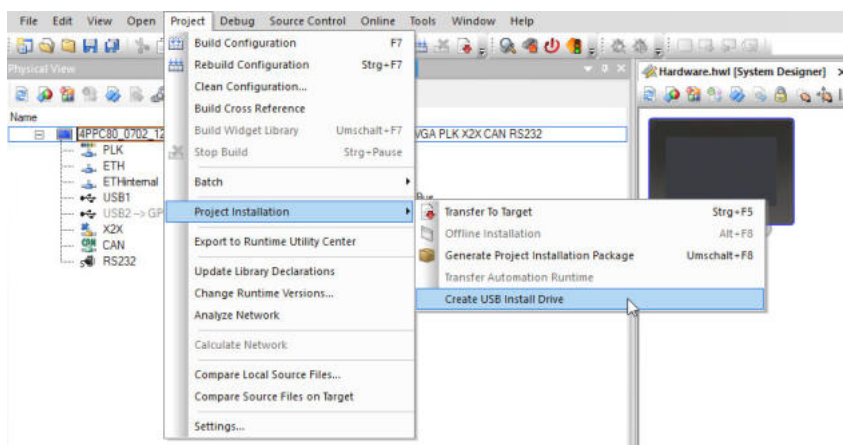 File Edit View Open Project Debug Source Control Online Tools Window Help
Physical View
Hardware.hwl [System Designer]
Name
4PPC80_0702_12
VGA PLK X2X CAN RS232
PLK
ETH
ETHinternal
USB1
USB2 -> GP
X2X
CAN
RS232
Build Configuration F7
Rebuild Configuration Strg+F7
Clean Configuration...
Build Cross Reference
Build Widget Library Umschalt+F7
Stop Build Strg+Pause
Batch
Project Installation
Export to Runtime Utility Center
Update Library Declarations
Change Runtime Versions...
Analyze Network
Calculate Network
Compare Local Source Files...
Compare Source Files on Target
Settings...
Transfer To Target Strg+F5
Offline Installation Alt+F8
Generate Project Installation Package Umschalt+F8
Transfer Automation Runtime
Create USB Install Drive